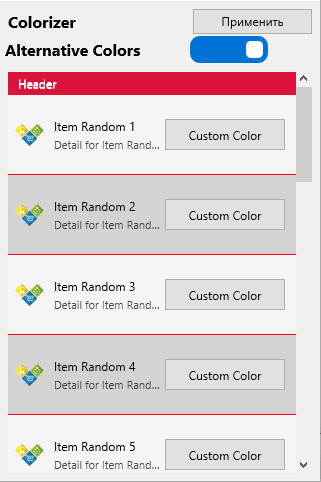 Colorizer
Применить
Alternative Colors
Header
Item Random 1
Detail for Item Rand...
Custom Color
Item Random 2
Detail for Item Rand...
Custom Color
Item Random 3
Detail for Item Rand...
Custom Color
Item Random 4
Detail for Item Rand...
Custom Color
Item Random 5
Detail for Item Rand...
Custom Color